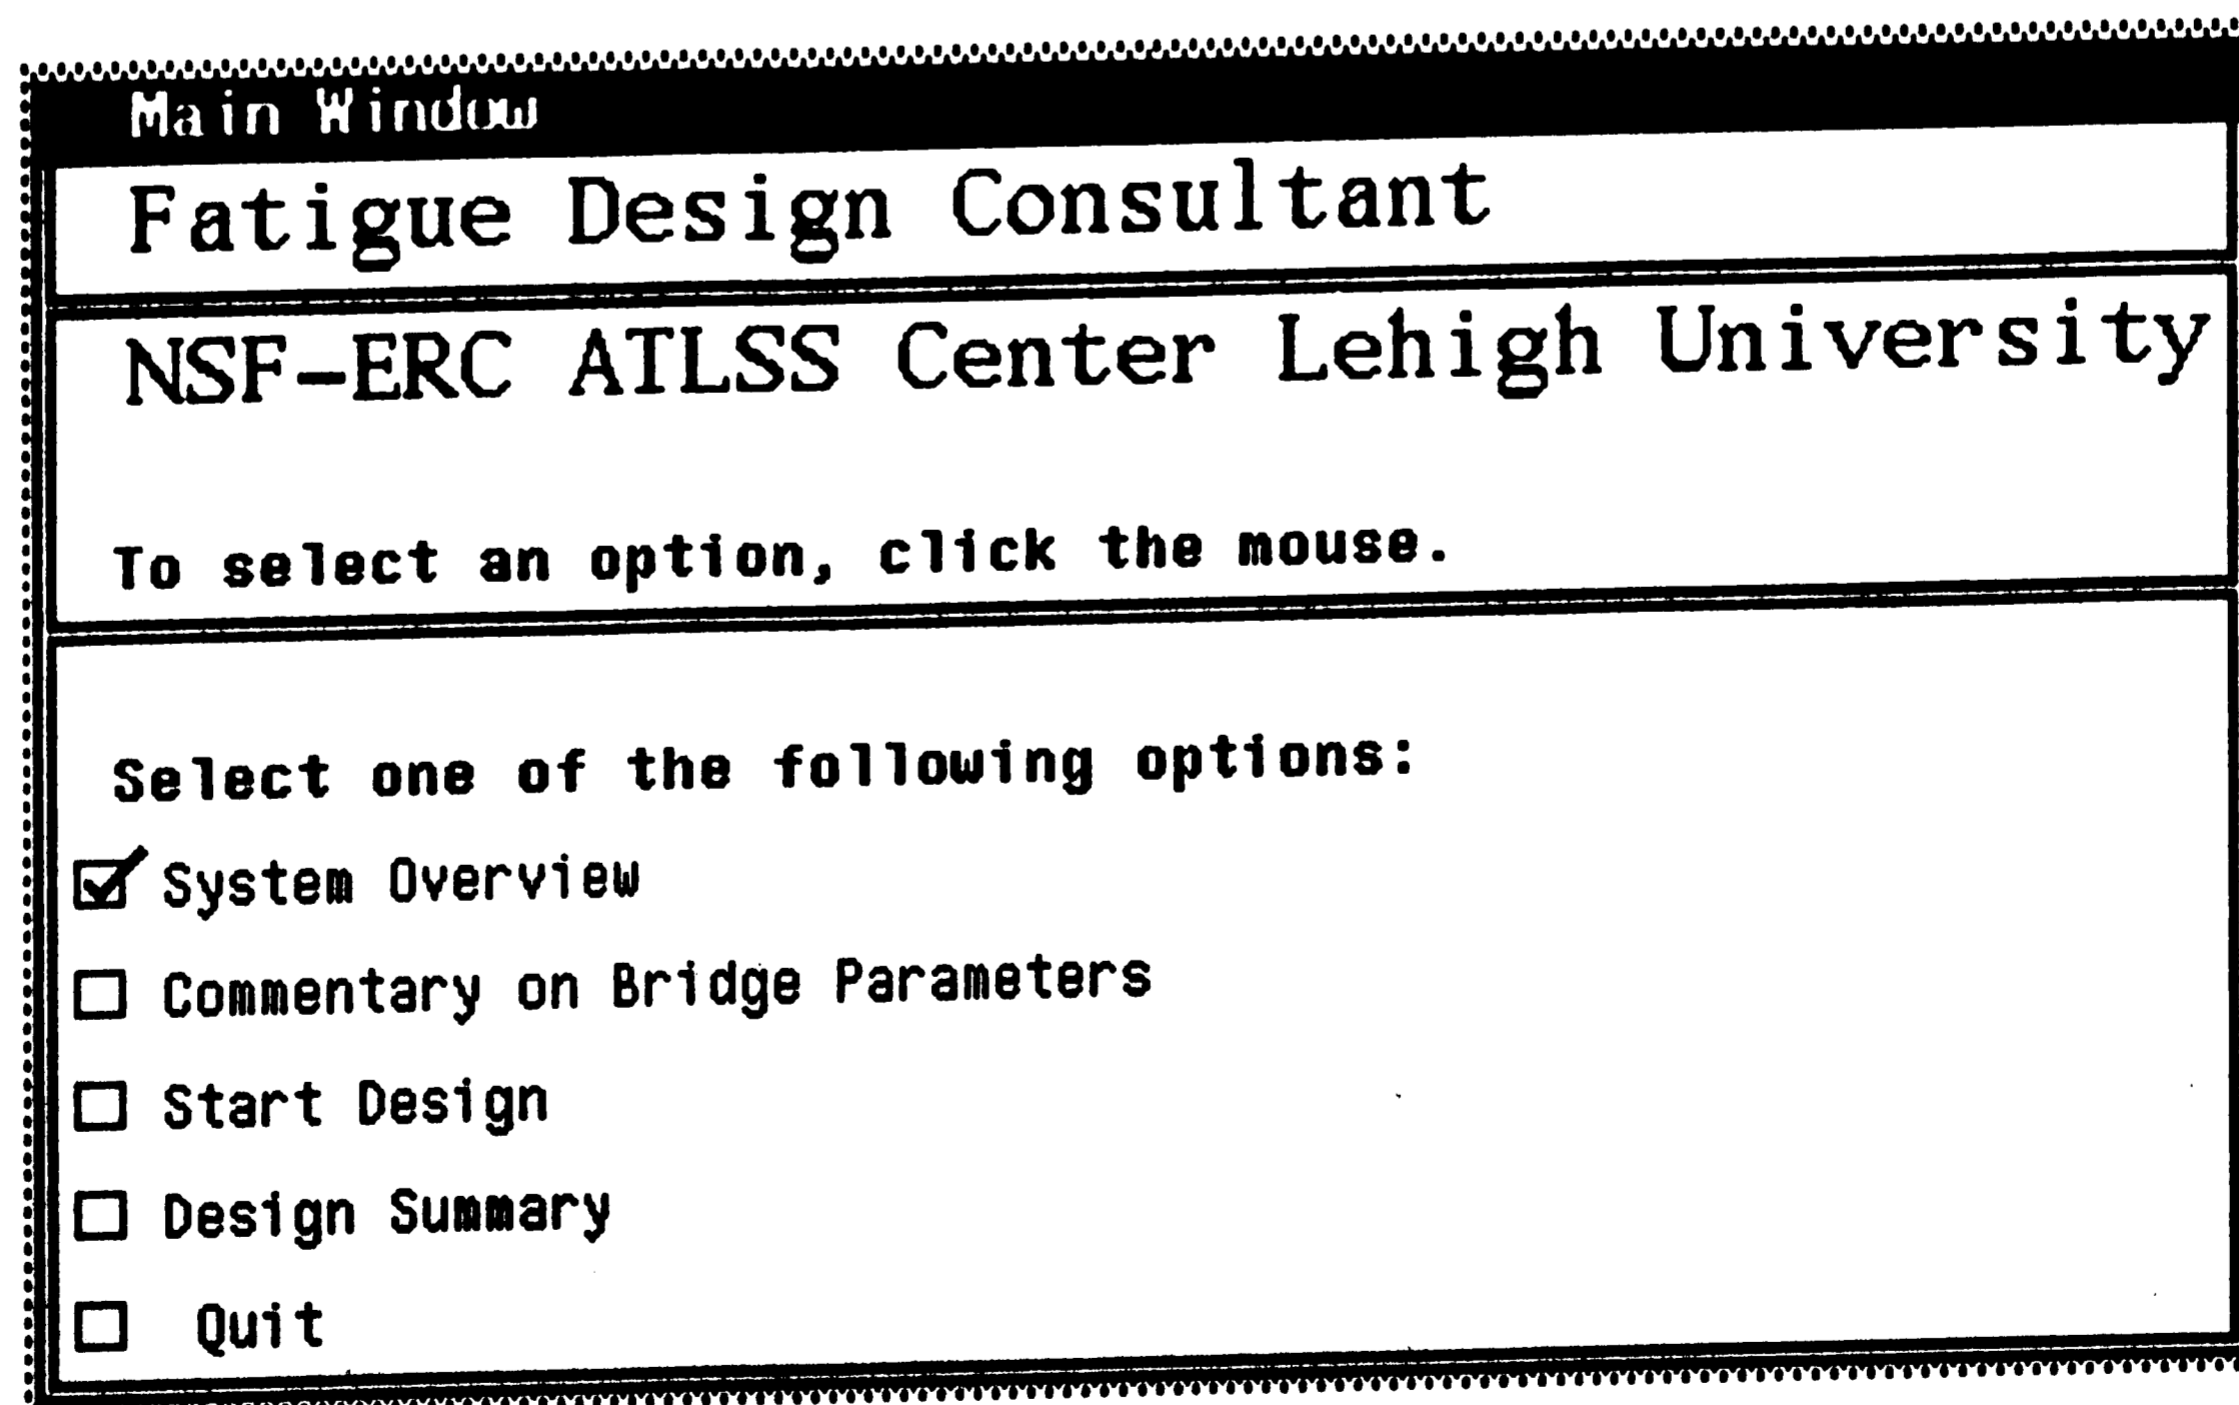 Main Window
Fatigue Design Consultant
NSF-ERC ATLSS Center Lehigh University
To select an option, click the mouse.
Select one of the following options:
System Overview
Commentary on Bridge Parameters
Start Design
Design Summary
Quit